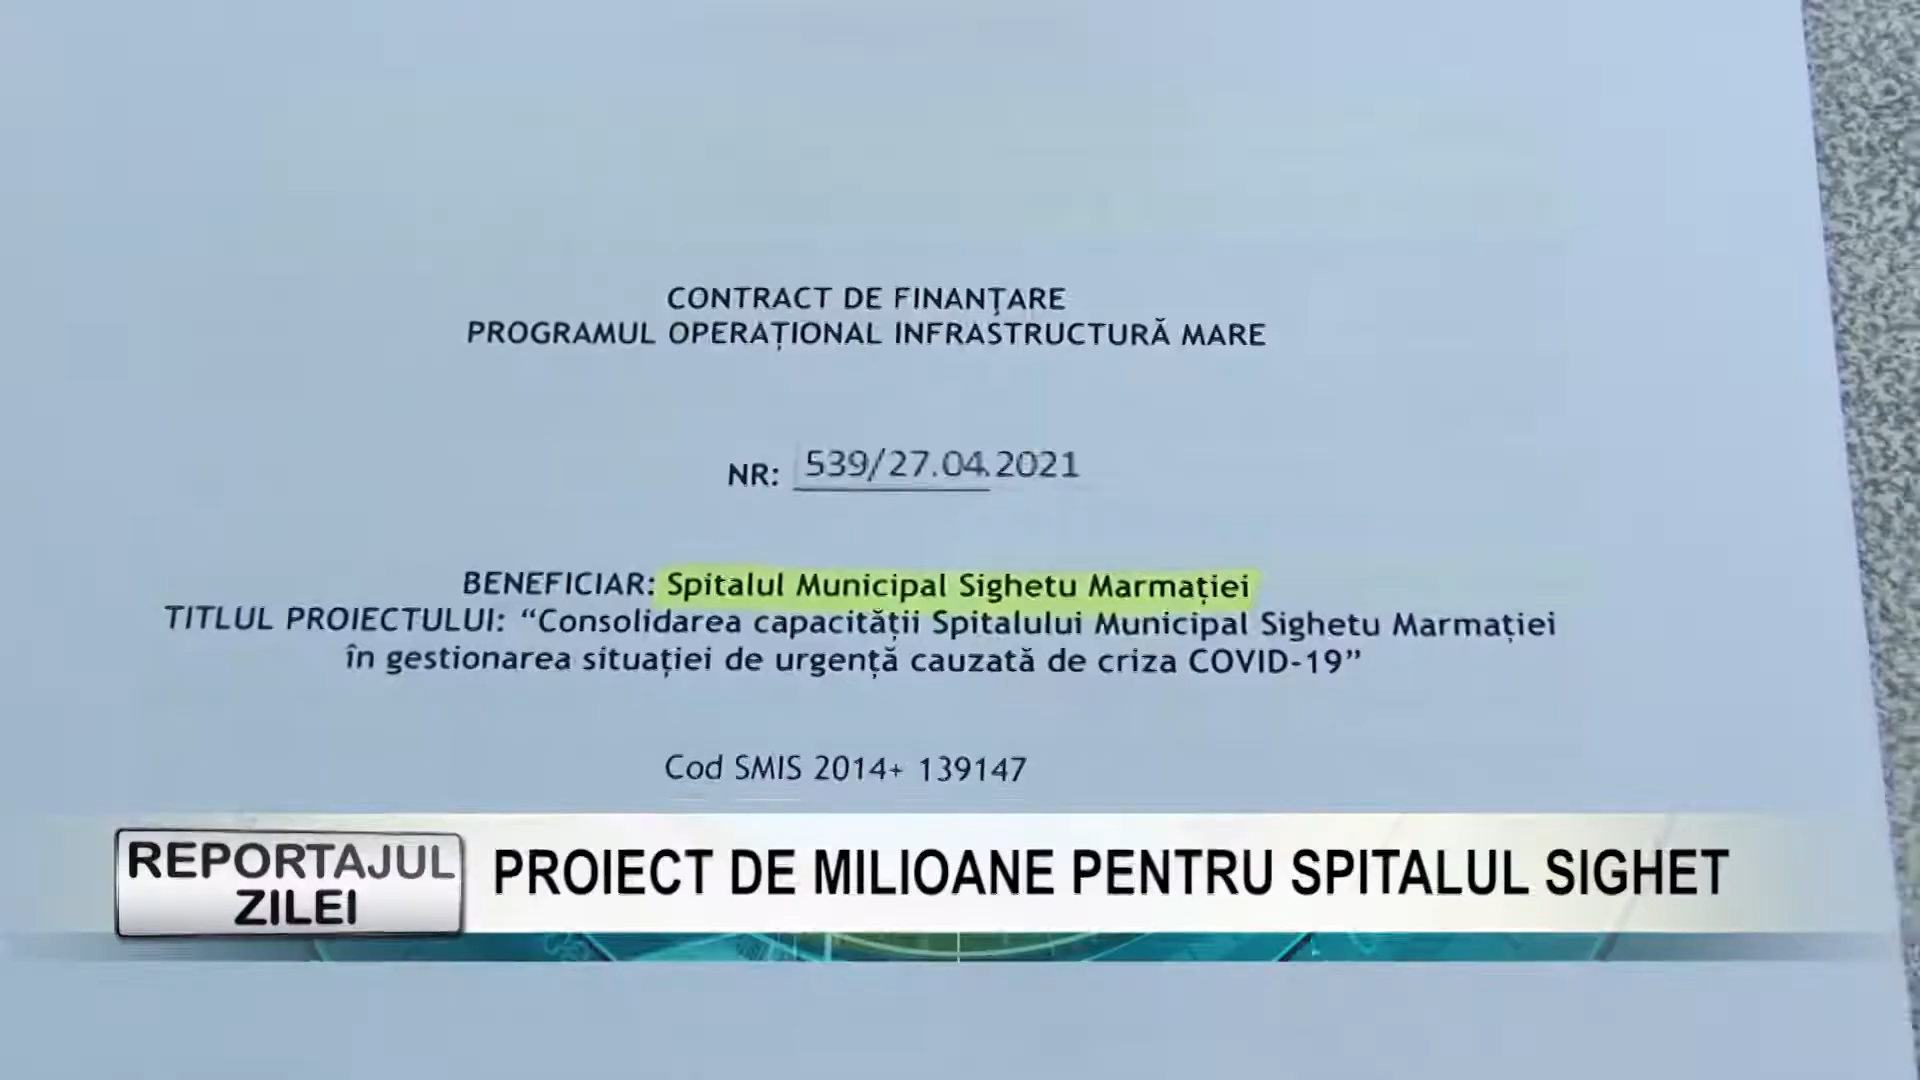 CONTRACT DE FINANȚARE
PROGRAMUL OPERAȚIONAL INFRASTRUCTURĂ MARE
NR: 539/27.04.2021
BENEFICIAR: Spitalul Municipal Sighetu Marmației
TITLUL PROIECTULUI: “Consolidarea capacității Spitalului Municipal Sighetu Marmației
în gestionarea situației de urgență cauzată de criza COVID-19”
Cod SMIS 2014+ 139147
REPORTAJUL
ZILEI
PROIECT DE MILIOANE PENTRU SPITALUL SIGHET